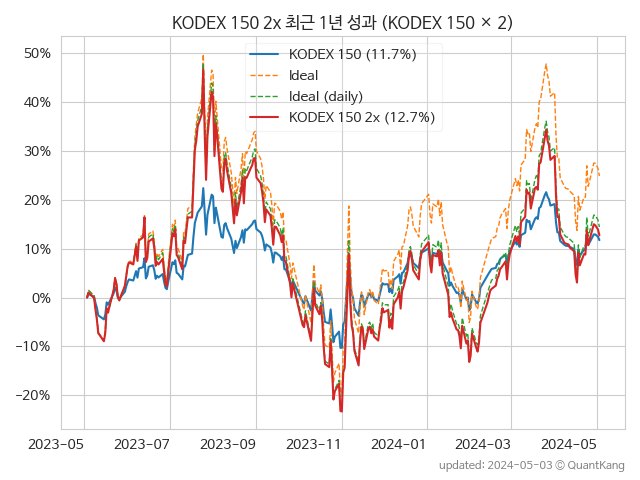 KODEX 150 2x 최근 1년 성과 (KODEX 150 × 2)
KODEX 150 (11.7%)
Ideal
Ideal (daily)
KODEX 150 2x (12.7%)
50%
40%
30%
20%
10%
0%
−10%
−20%
2023-05 2023-07 2023-09 2023-11 2024-01 2024-03 2024-05
updated: 2024-05-03 © QuantKang